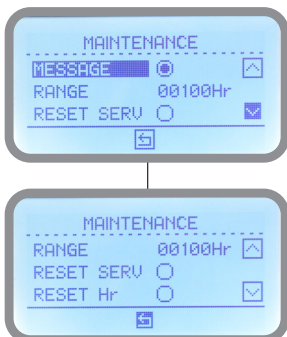 MAINTENANCE
MESSAGE
RANGE 00100Hr
RESET SERV
MAINTENANCE
RANGE 00100Hr
RESET SERV
RESET Hr